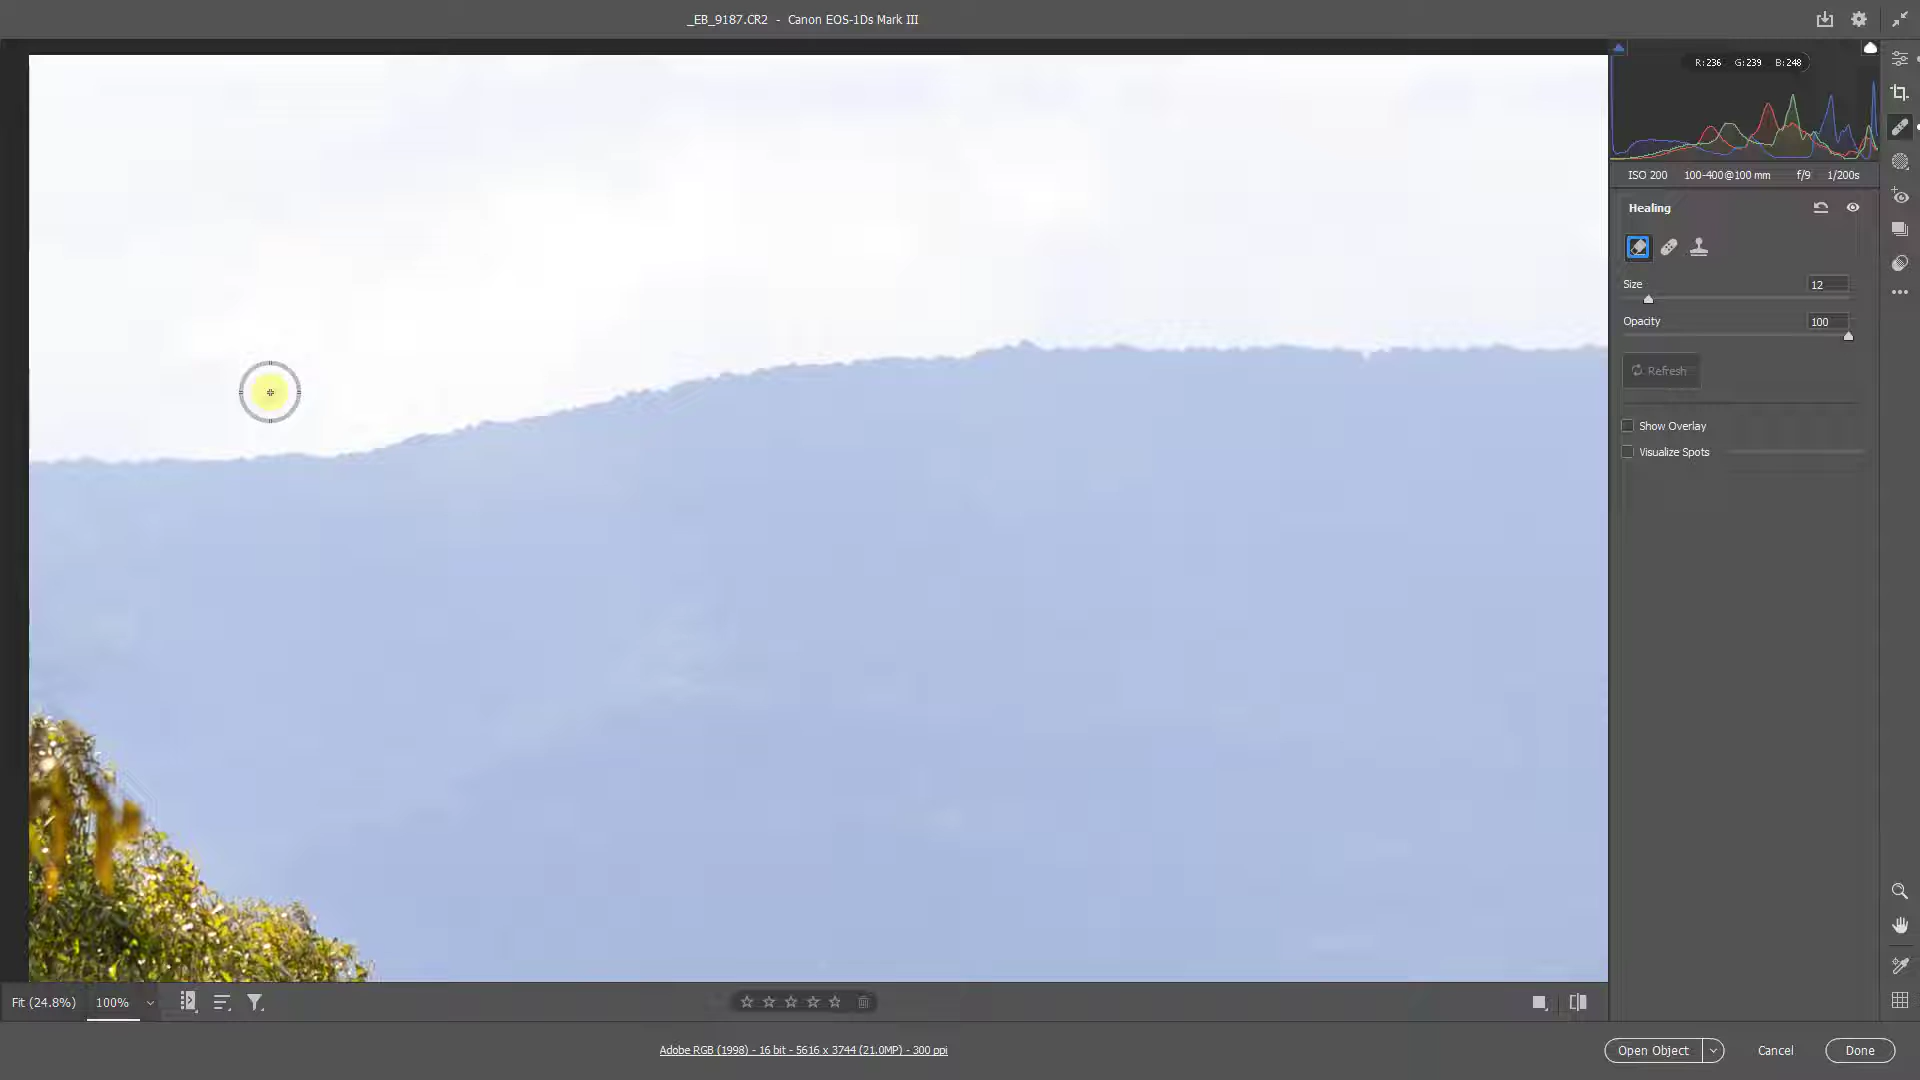 _EB_9187.CR2 - Canon EOS-1Ds Mark III
R:236 G:239 B:248
ISO 200 100-400@100 mm f/9 1/200s
Healing
Size 12
Opacity 100
Refresh
Show Overlay
Visualize Spots
Fit (24.8%) 100%
Adobe RGB (1998) - 16 bit - 5616 x 3744 (21.0MP) - 300 ppi
Open Object Cancel Done